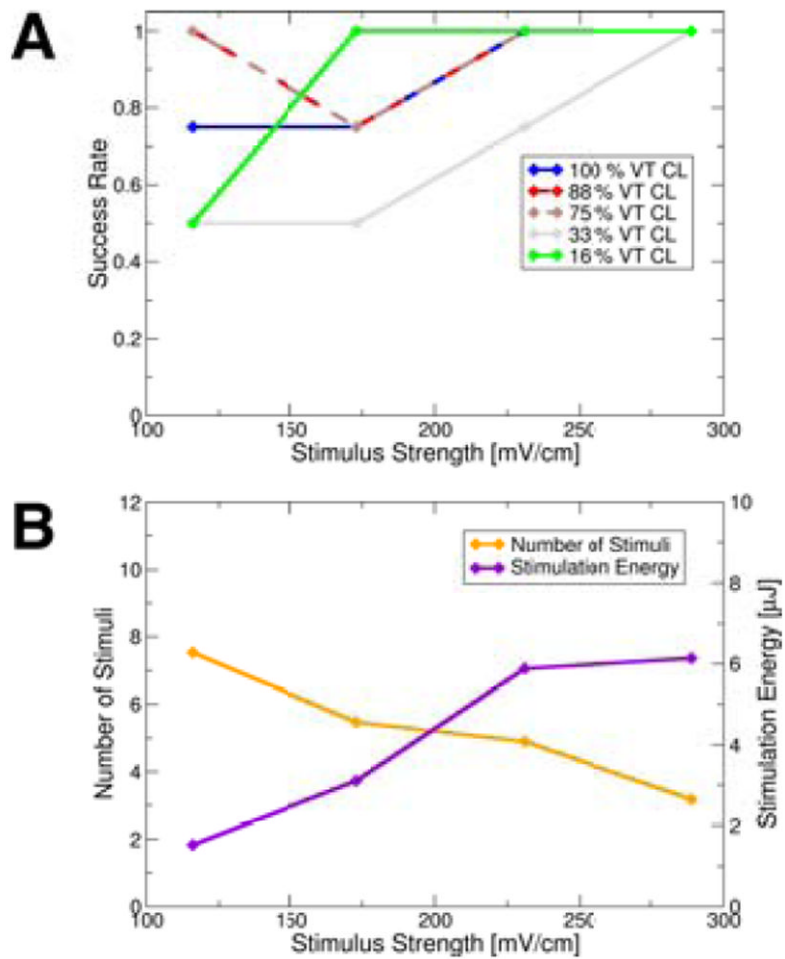 A
1
0.8
0.6
0.4
0.2
0
Success Rate
100 % VT CL
88 % VT CL
75 % VT CL
33 % VT CL
16 % VT CL
100 150 200 250 300
Stimulus Strength [mV/cm]
B
12
10
8
6
4
2
0
Number of Stimuli
Number of Stimuli
Stimulation Energy
10
8
6
4
2
0
Stimulation Energy [µJ]
100 150 200 250 300
Stimulus Strength [mV/cm]